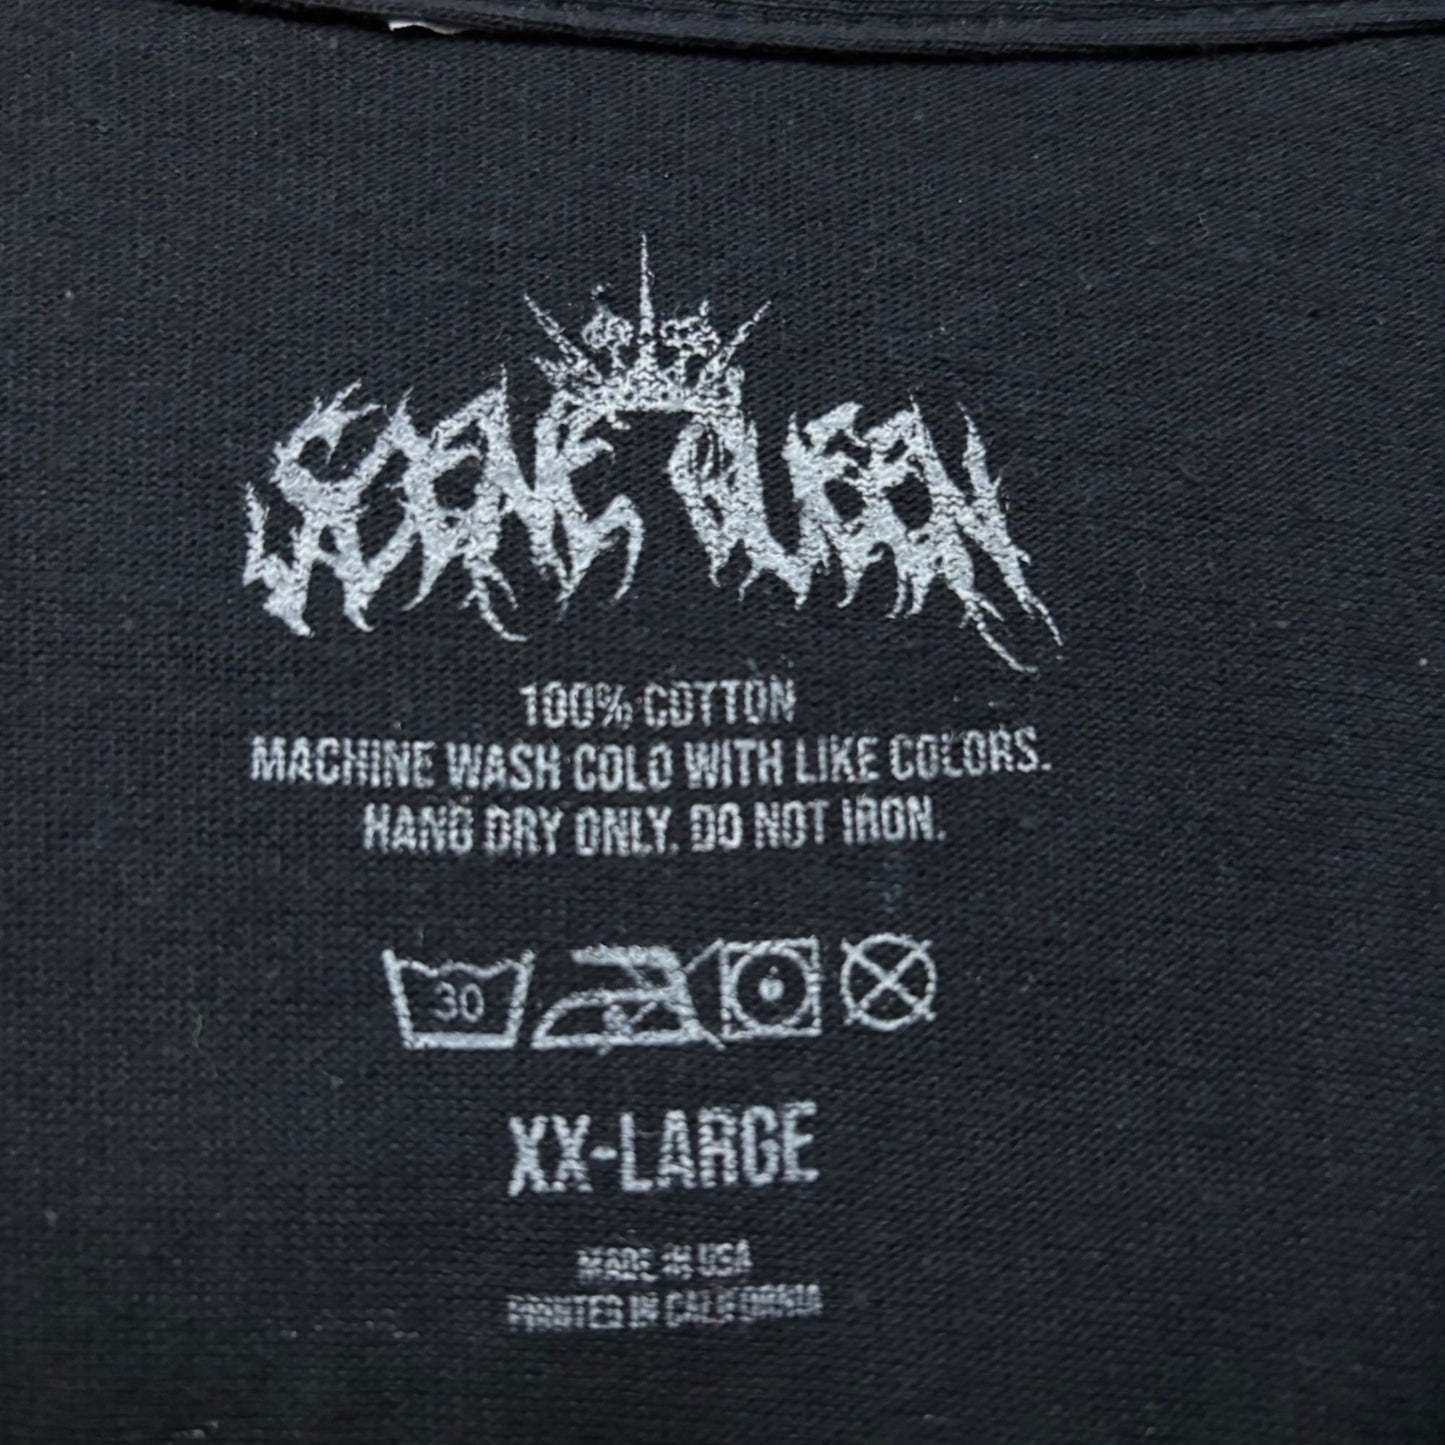 SCENE QUEEN
100% COTTON
MACHINE WASH COLD WITH LIKE COLORS.
HANG DRY ONLY. DO NOT IRON.
30
XX-LARGE
MADE IN USA
PRINTED IN CALIFORNIA